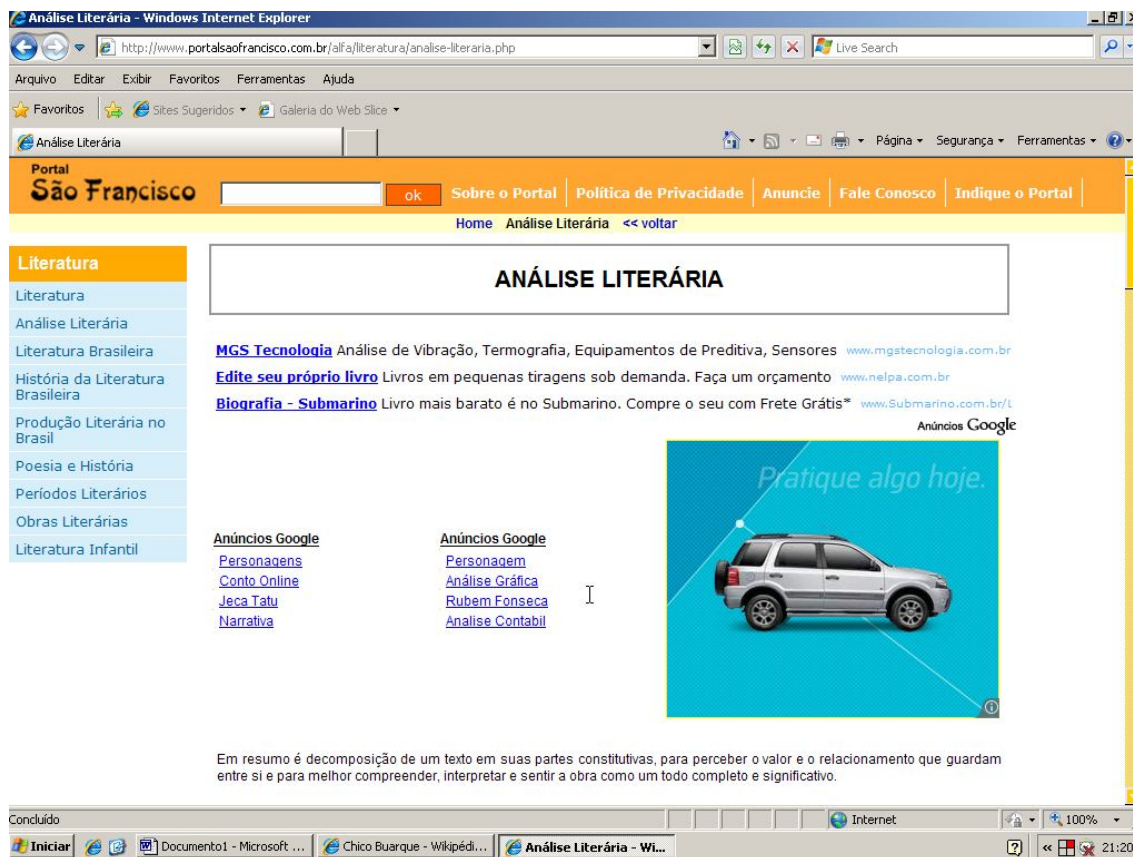 Análise Literária - Windows Internet Explorer
http://www.portalsaofrancisco.com.br/alfa/literatura/analise-literaria.php
Live Search
Arquivo Editar Exibir Favoritos Ferramentas Ajuda
Favoritos Sites Sugeridos Galeria do Web Slice
Análise Literária
Página Segurança Ferramentas
Portal
São Francisco
ok
Sobre o Portal Política de Privacidade Anuncie Fale Conosco Indique o Portal
Home Análise Literária << voltar
Literatura
Literatura
Análise Literária
Literatura Brasileira
História da Literatura
Brasileira
Produção Literária no
Brasil
Poesia e História
Períodos Literários
Obras Literárias
Literatura Infantil
ANÁLISE LITERÁRIA
MGS Tecnologia Análise de Vibração, Termografia, Equipamentos de Preditiva, Sensores www.mgstecnologia.com.br
Edite seu próprio livro Livros em pequenas tiragens sob demanda. Faça um orçamento www.nelpa.com.br
Biografia - Submarino Livro mais barato é no Submarino. Compre o seu com Frete Grátis* www.Submarino.com.br/L
Anúncios Google
Anúncios Google
Personagens
Conto Online
Jeca Tatu
Narrativa
Anúncios Google
Personagem
Análise Gráfica
Rubem Fonseca
Analise Contabil
Pratique algo hoje.
Em resumo é decomposição de um texto em suas partes constitutivas, para perceber o valor e o relacionamento que guardam
entre si e para melhor compreender, interpretar e sentir a obra como um todo completo e significativo.
Concluído
Internet
100%
Iniciar
Documento1 - Microsoft ...
Chico Buarque - Wikipédi...
Análise Literária - Wi...
21:20